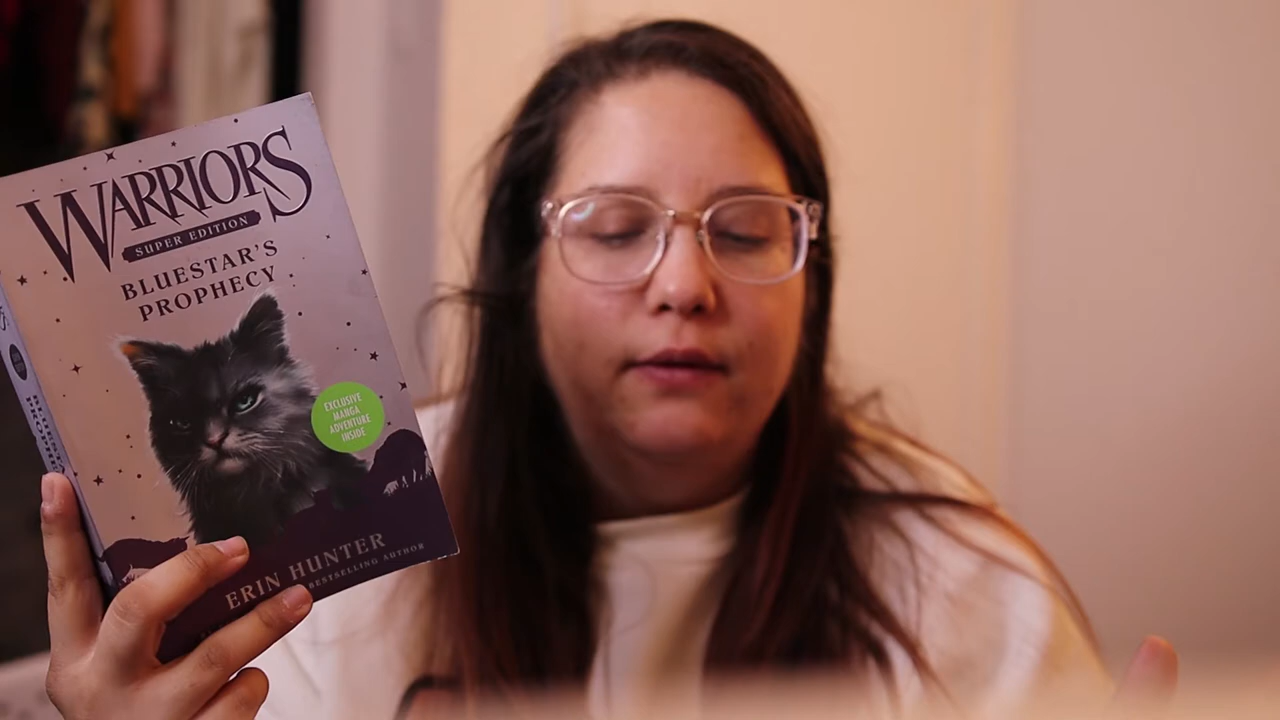 WARRIORS
SUPER EDITION
BLUESTAR'S
PROPHECY
EXCLUSIVE
MANGA
ADVENTURE
INSIDE
ERIN HUNTER
BESTSELLING AUTHOR